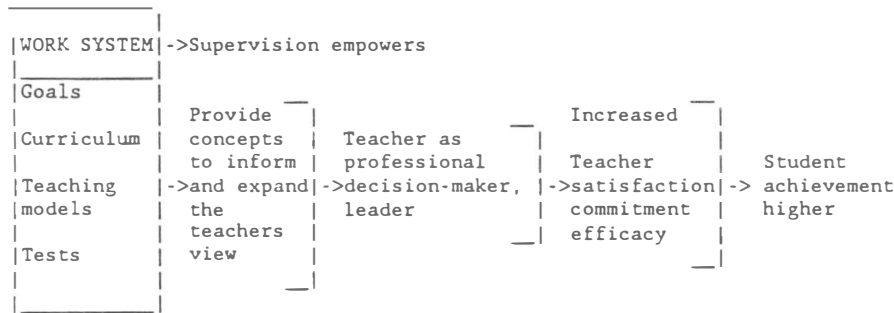 WORK SYSTEM ->Supervision empowers
Goals
Curriculum
Teaching
models
Tests
->
Provide
concepts
to inform
and expand
the
teachers
view
->
Teacher as
professional
decision-maker,
leader
->
Increased
Teacher
satisfaction
commitment
efficacy
->
Student
achievement
higher